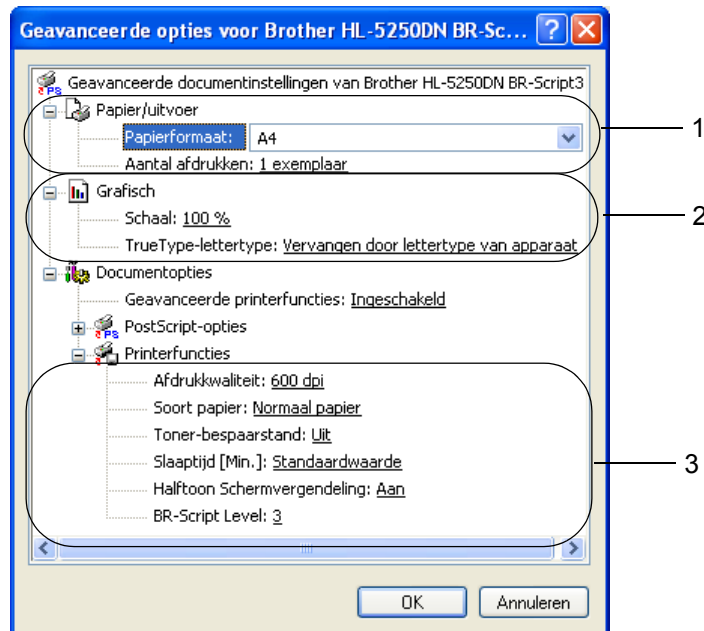 Geavanceerde opties voor Brother HL-5250DN BR-Sc...
Geavanceerde documentinstellingen van Brother HL-5250DN BR-Script3
Papier/uitvoer
Papierformaat: A4
1
Aantal afdrukken: 1 exemplaar
Grafisch
Schaal: 100 %
2
TrueType-lettertype: Vervangen door lettertype van apparaat
Documentopties
Geavanceerde printerfuncties: Ingeschakeld
PostScript-opties
Printerfuncties
Afdrukkwaliteit: 600 dpi
Soort papier: Normaal papier
Toner-bespaarstand: Uit
Slaaptijd [Min.]: Standaardwaarde
3
Halftoon Schermvergendeling: Aan
BR-Script Level: 3
OK Annuleren